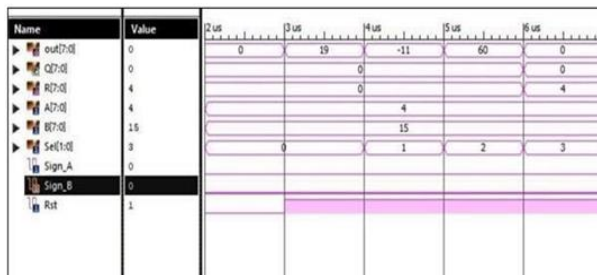 Name Value 2 us 3 us 4 us 5 us 6 us
out[7:0] 0 0 19 -11 60 0
Q[7:0] 0 0 0
R[7:0] 4 0 4
A[7:0] 4 4
B[7:0] 15 15
Sel[1:0] 3 0 1 2 3
Sign_A 0
Sign_B 0
Rst 1